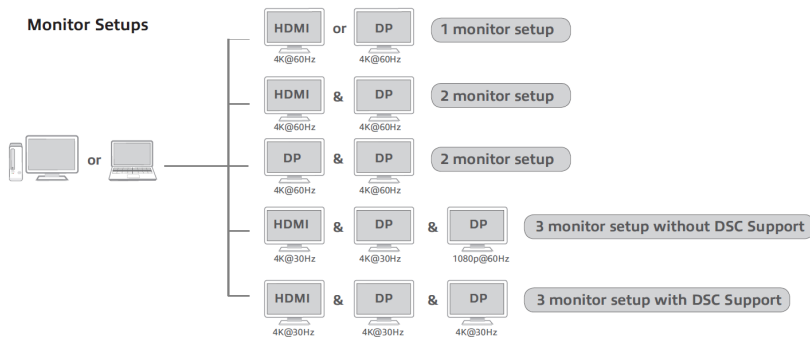 Monitor Setups
HDMI or DP 1 monitor setup
4K@60Hz 4K@60Hz
HDMI & DP 2 monitor setup
4K@60Hz 4K@60Hz
or
DP & DP 2 monitor setup
4K@60Hz 4K@60Hz
HDMI & DP & DP 3 monitor setup without DSC Support
4K@30Hz 4K@30Hz 1080p@60Hz
HDMI & DP & DP 3 monitor setup with DSC Support
4K@30Hz 4K@30Hz 4K@30Hz